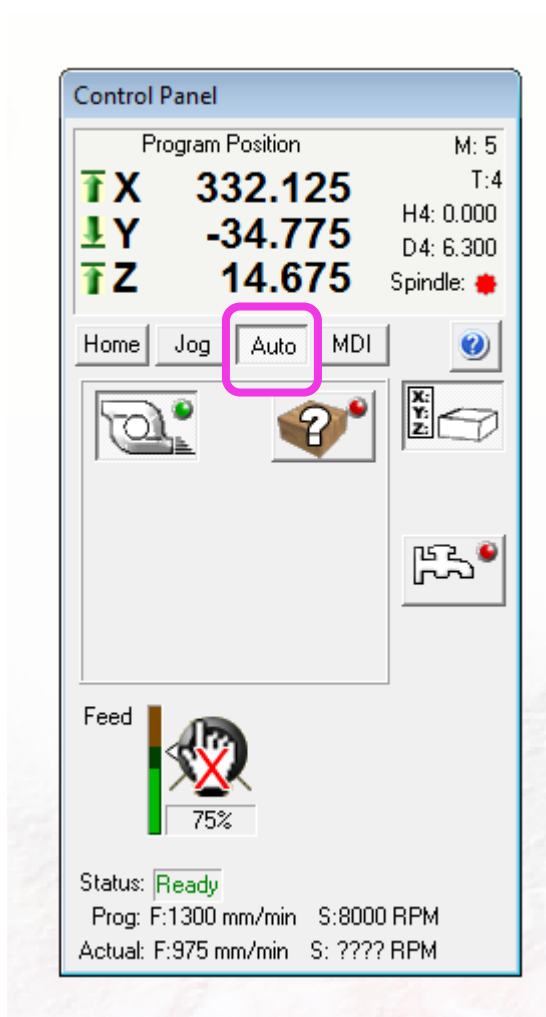 Control Panel
Program Position M: 5
X 332.125 T:4
H4: 0.000
Y -34.775
D4: 6.300
Z 14.675 Spindle:
Home Jog Auto MDI ?
? X:
Y:
Z:
Feed
75%
Status: Ready
Prog: F:1300 mm/min S:8000 RPM
Actual: F:975 mm/min S: ???? RPM